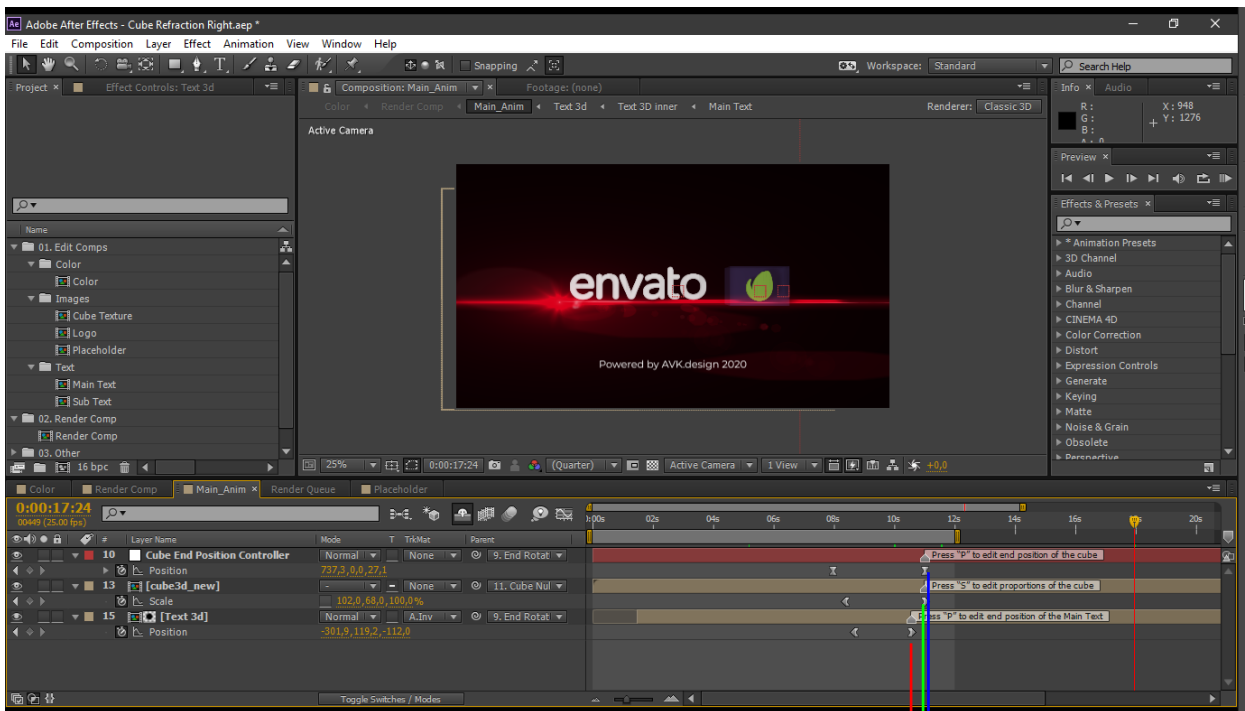 Ae Adobe After Effects - Cube Refraction Right.aep *
File Edit Composition Layer Effect Animation View Window Help
Snapping Workspace: Standard Search Help
Project × Effect Controls: Text 3d Composition: Main_Anim × Footage: (none) Info × Audio
Color Render Comp Main_Anim Text 3d Text 3D inner Main Text Renderer: Classic 3D
R : X : 948
G : + Y : 1276
B :
A : 0
Active Camera
Preview ×
Effects & Presets ×
Name
* Animation Presets
01. Edit Comps
3D Channel
Color
Audio
Color
Blur & Sharpen
Images
Channel
Cube Texture
CINEMA 4D
Logo
Color Correction
Placeholder
Distort
Text
Expression Controls
Main Text
Generate
Sub Text
Keying
02. Render Comp
Matte
Render Comp
Noise & Grain
03. Other
Obsolete
Perspective
envato
Powered by AVK.design 2020
16 bpc
25% 0:00:17:24 (Quarter) Active Camera 1 View +0,0
Color Render Comp Main_Anim × Render Queue Placeholder
0:00:17:24
00449 (25.00 fps)
):00s 02s 04s 06s 08s 10s 12s 14s 16s 20s
# Layer Name Mode T TrkMat Parent
10 Cube End Position Controller Normal None 9. End Rotat Press "P" to edit end position of the cube
Position 737,3,0,0,27,1
13 [cube3d_new] - None 11. Cube Nul Press "S" to edit proportions of the cube
Scale 102,0,68,0,100,0%
15 [Text 3d] Normal A.Inv 9. End Rotat Press "P" to edit end position of the Main Text
Position -301,9,119,2,-112,0
Toggle Switches / Modes